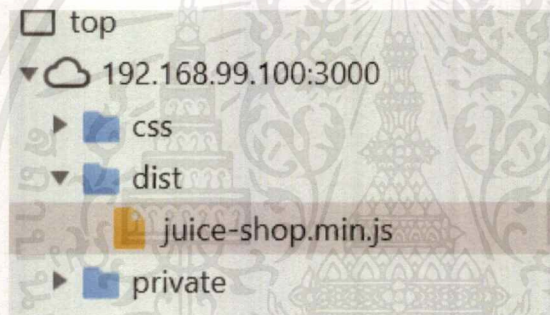 top
192.168.99.100:3000
css
dist
juice-shop.min.js
private